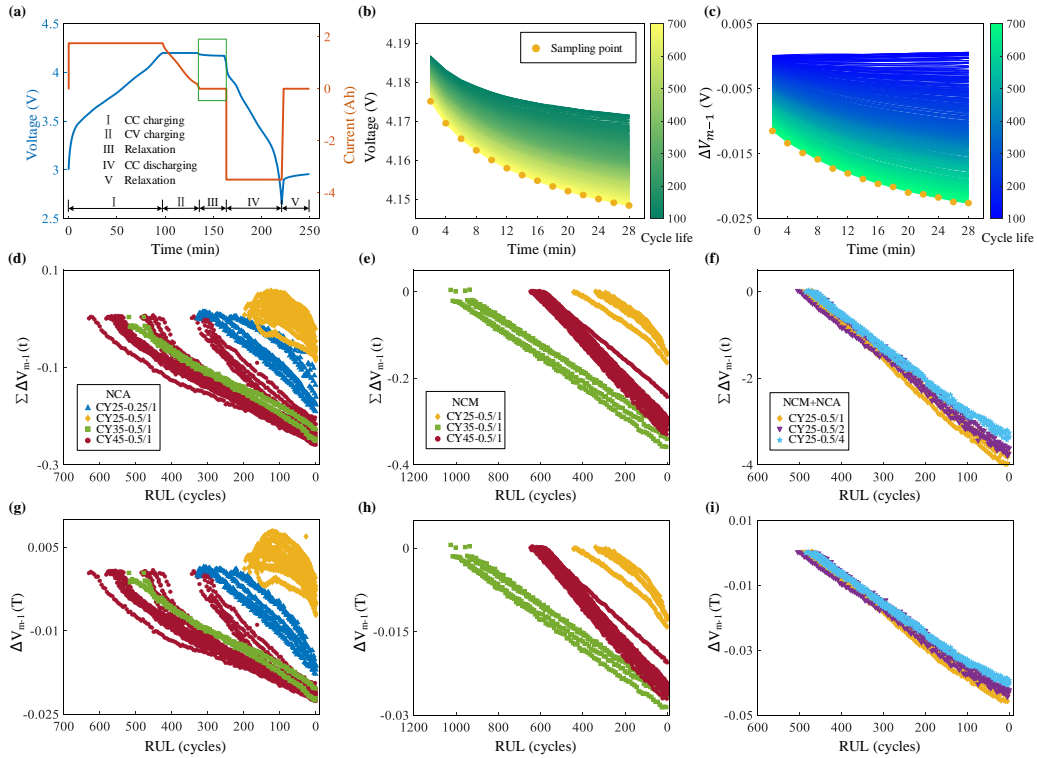 (a)
4.5
4
3.5
3
2.5
Voltage (V)
2
0
-2
-4
Current (Ah)
I CC charging
II CV charging
III Relaxation
IV CC discharging
V Relaxation
I II III IV V
0 50 100 150 200 250
Time (min)
(b)
4.19
4.18
4.17
4.16
4.15
Voltage (V)
Sampling point
700
600
500
400
300
200
100
Cycle life
0 4 8 12 16 20 24 28
Time (min)
(c)
0.005
-0.005
-0.015
-0.025
ΔVm−1 (V)
700
600
500
400
300
200
100
Cycle life
0 4 8 12 16 20 24 28
Time (min)
(d)
0.1
-0.1
-0.3
Σ ΔVm-1(t)
NCA
CY25-0.25/1
CY25-0.5/1
CY35-0.5/1
CY45-0.5/1
700 600 500 400 300 200 100 0
RUL (cycles)
(e)
0
-0.2
-0.4
Σ ΔVm-1(t)
NCM
CY25-0.5/1
CY35-0.5/1
CY45-0.5/1
1200 1000 800 600 400 200 0
RUL (cycles)
(f)
0
-2
-4
Σ ΔVm-1(t)
NCM+NCA
CY25-0.5/1
CY25-0.5/2
CY25-0.5/4
600 500 400 300 200 100 0
RUL (cycles)
(g)
0.005
-0.01
-0.025
ΔVm-1(T)
700 600 500 400 300 200 100 0
RUL (cycles)
(h)
0
-0.015
-0.03
ΔVm-1(T)
1200 1000 800 600 400 200 0
RUL (cycles)
(i)
0.01
-0.01
-0.03
-0.05
ΔVm-1(T)
600 500 400 300 200 100 0
RUL (cycles)